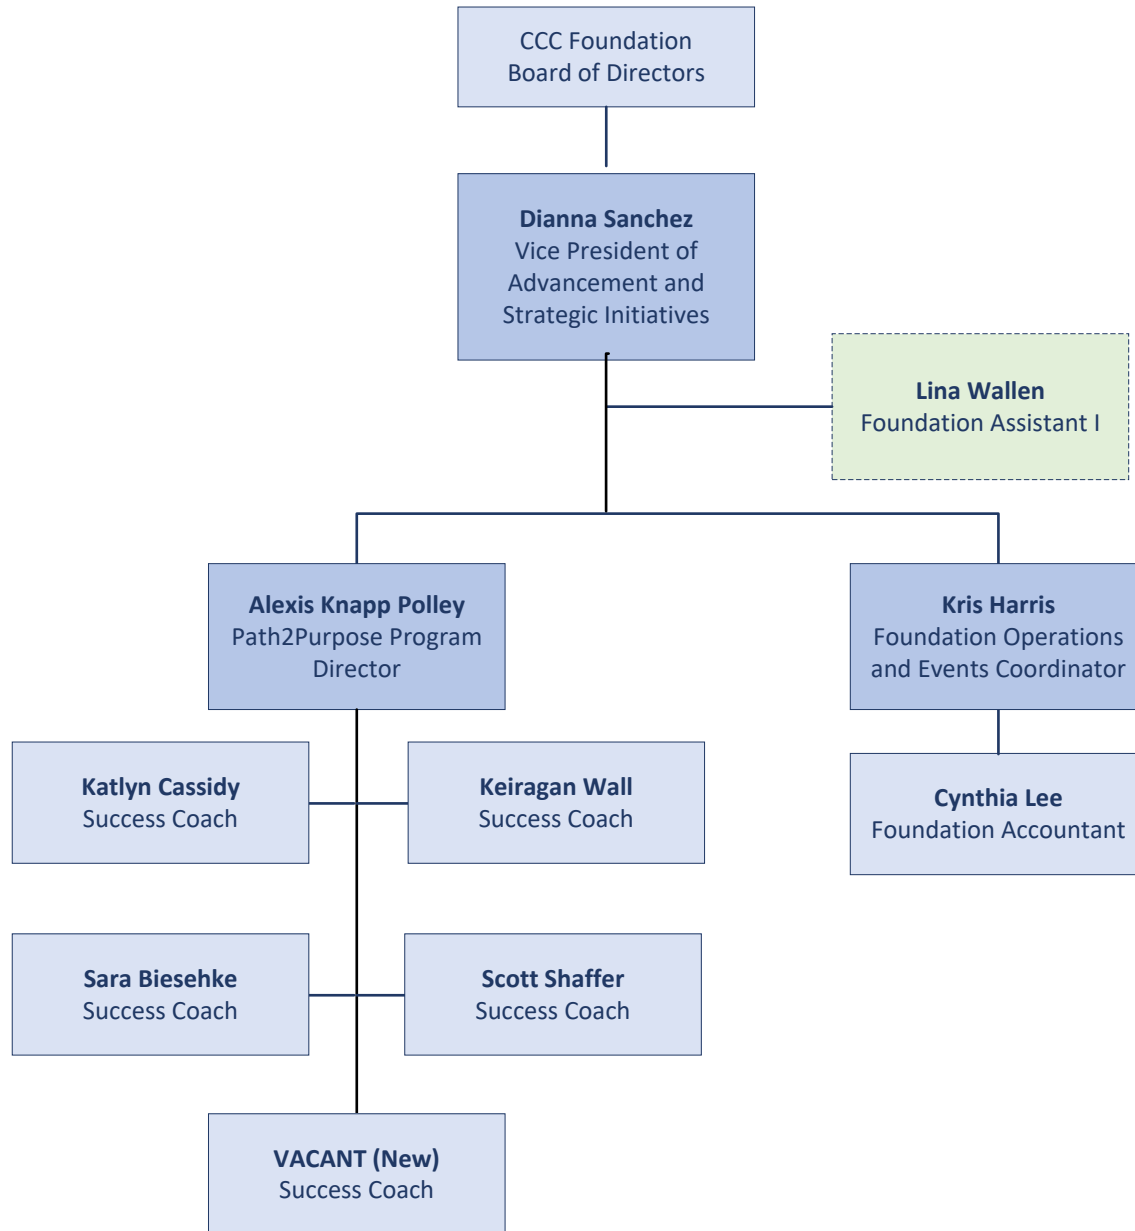 CCC Foundation
Board of Directors
Dianna Sanchez
Vice President of
Advancement and
Strategic Initiatives
Lina Wallen
Foundation Assistant I
Alexis Knapp Polley
Path2Purpose Program
Director
Kris Harris
Foundation Operations
and Events Coordinator
Katlyn Cassidy
Success Coach
Keiragan Wall
Success Coach
Cynthia Lee
Foundation Accountant
Sara Biesehke
Success Coach
Scott Shaffer
Success Coach
VACANT (New)
Success Coach